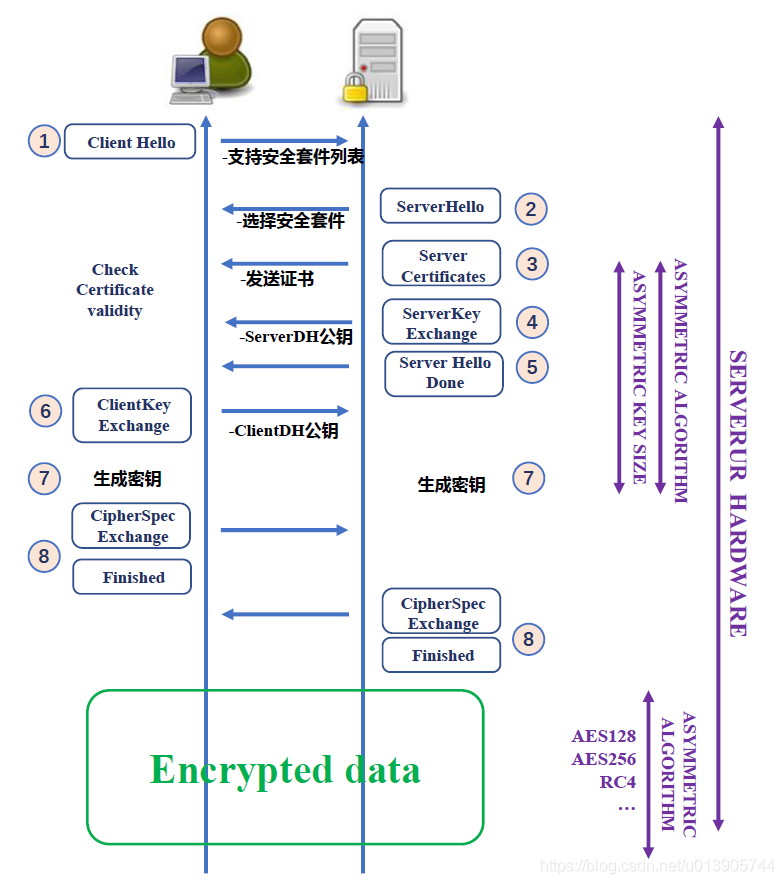 1
Client Hello
-支持安全套件列表
ServerHello
2
-选择安全套件
Server
Certificates
3
-发送证书
Check
Certificate
validity
ServerKey
Exchange
4
-ServerDH公钥
Server Hello
Done
5
6
ClientKey
Exchange
-ClientDH公钥
7
生成密钥
生成密钥
7
CipherSpec
Exchange
8
Finished
CipherSpec
Exchange
8
Finished
Encrypted data
ASYMMETRIC KEY SIZE
ASYMMETRIC ALGORITHM
SERVERUR HARDWARE
AES128
AES256
RC4
…
ASYMMETRIC
ALGORITHM
https://blog.csdn.net/u013905744